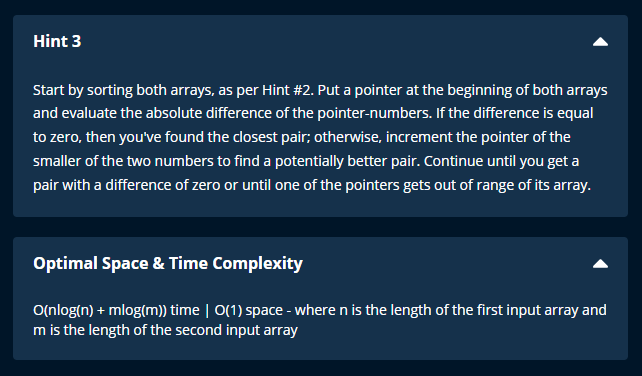 Hint 3
Start by sorting both arrays, as per Hint #2. Put a pointer at the beginning of both arrays
and evaluate the absolute difference of the pointer-numbers. If the difference is equal
to zero, then you've found the closest pair; otherwise, increment the pointer of the
smaller of the two numbers to find a potentially better pair. Continue until you get a
pair with a difference of zero or until one of the pointers gets out of range of its array.
Optimal Space & Time Complexity
O(nlog(n) + mlog(m)) time | O(1) space - where n is the length of the first input array and
m is the length of the second input array